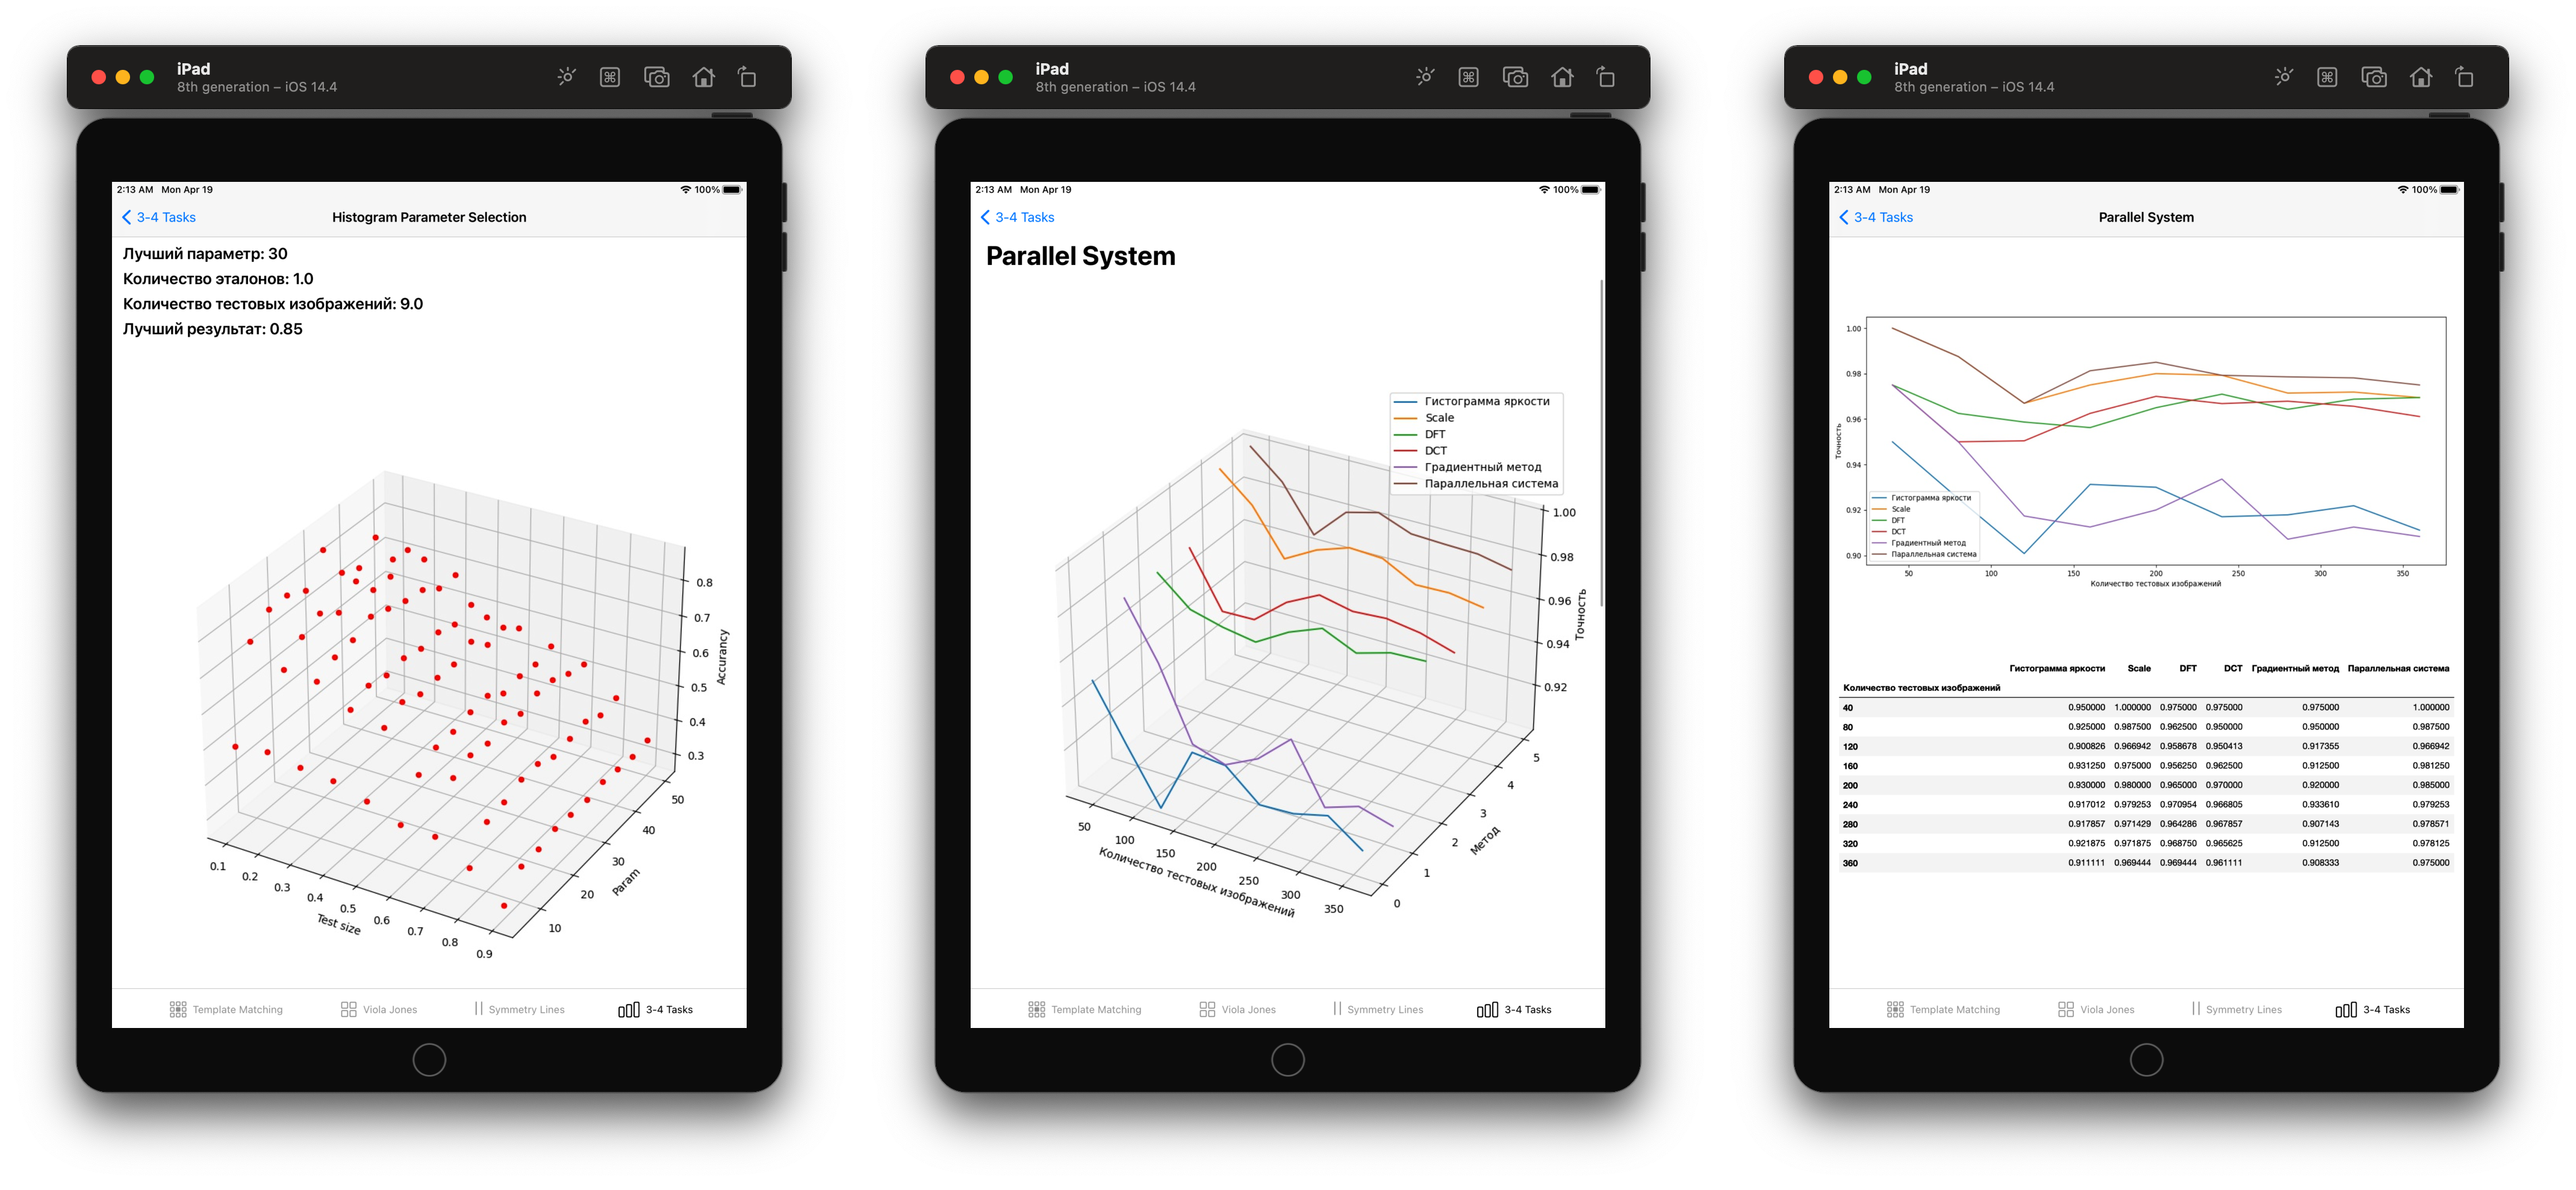 iPad
8th generation – iOS 14.4
2:13 AM Mon Apr 19
100%
3-4 Tasks
Histogram Parameter Selection
Лучший параметр: 30
Количество эталонов: 1.0
Количество тестовых изображений: 9.0
Лучший результат: 0.85
0.8
0.7
0.6
0.5
0.4
0.3
Accurancy
50
40
30
20
10
Param
0.1
0.2
0.3
0.4
0.5
0.6
0.7
0.8
0.9
Test size
Template Matching
Viola Jones
Symmetry Lines
3-4 Tasks
iPad
8th generation – iOS 14.4
2:13 AM Mon Apr 19
100%
3-4 Tasks
Parallel System
Гистограмма яркости
Scale
DFT
DCT
Градиентный метод
Параллельная система
1.00
0.98
0.96
0.94
0.92
Точность
5
4
3
2
1
0
Метод
50
100
150
200
250
300
350
Количество тестовых изображений
Template Matching
Viola Jones
Symmetry Lines
3-4 Tasks
iPad
8th generation – iOS 14.4
2:13 AM Mon Apr 19
100%
3-4 Tasks
Parallel System
1.00
0.98
0.96
0.94
0.92
0.90
Точность
Гистограмма яркости
Scale
DFT
DCT
Градиентный метод
Параллельная система
50 100 150 200 250 300 350
Количество тестовых изображений
Гистограмма яркости Scale DFT DCT Градиентный метод Параллельная система
Количество тестовых изображений
40 0.950000 1.000000 0.975000 0.975000 0.975000 1.000000
80 0.925000 0.987500 0.962500 0.950000 0.950000 0.987500
120 0.900826 0.966942 0.958678 0.950413 0.917355 0.966942
160 0.931250 0.975000 0.956250 0.962500 0.912500 0.981250
200 0.930000 0.980000 0.965000 0.970000 0.920000 0.985000
240 0.917012 0.979253 0.970954 0.966805 0.933610 0.979253
280 0.917857 0.971429 0.964286 0.967857 0.907143 0.978571
320 0.921875 0.971875 0.968750 0.965625 0.912500 0.978125
360 0.911111 0.969444 0.969444 0.961111 0.908333 0.975000
Template Matching
Viola Jones
Symmetry Lines
3-4 Tasks